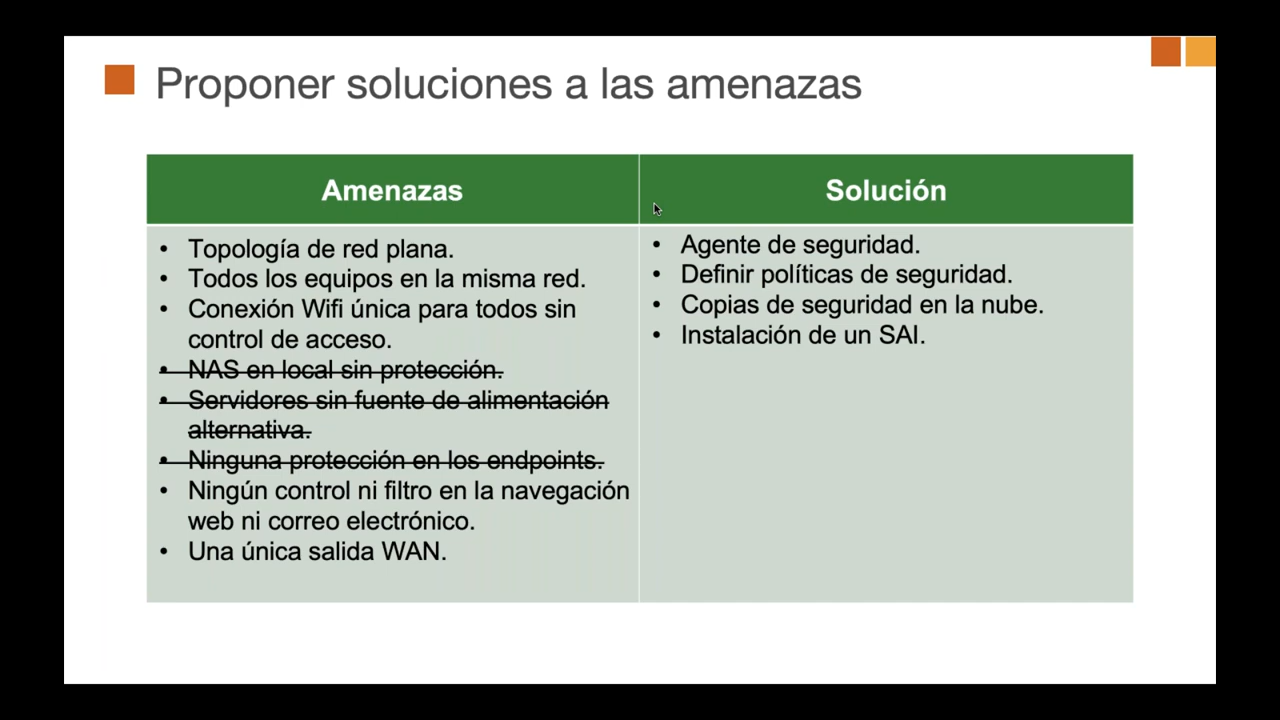 Proponer soluciones a las amenazas
Amenazas
• Topología de red plana.
• Todos los equipos en la misma red.
• Conexión Wifi única para todos sin
control de acceso.
• NAS en local sin protección.
• Servidores sin fuente de alimentación
alternativa.
• Ninguna protección en los endpoints.
• Ningún control ni filtro en la navegación
web ni correo electrónico.
• Una única salida WAN.
Solución
• Agente de seguridad.
• Definir políticas de seguridad.
• Copias de seguridad en la nube.
• Instalación de un SAI.